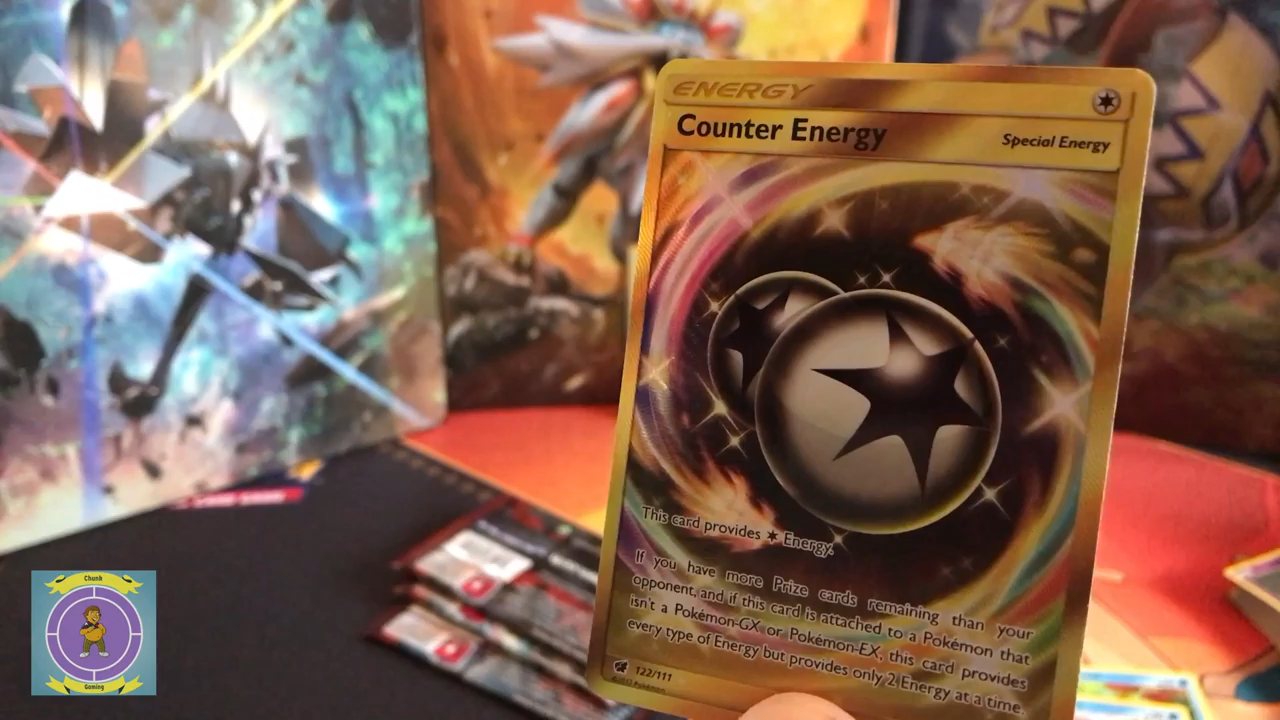 ENERGY
Counter Energy
Special Energy
This card provides Energy.
If you have more Prize cards remaining than your
opponent, and if this card is attached to a Pokémon that
isn't a Pokémon-GX or Pokémon-EX, this card provides
every type of Energy but provides only 2 Energy at a time.
122/111
©2017 Pokémon
Chunk
Gaming